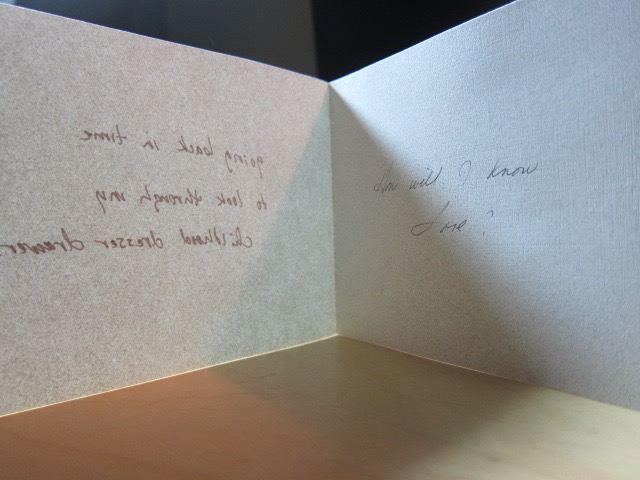 going back in time
to look through my
childhood dresser drawer.
How will I know
Love?